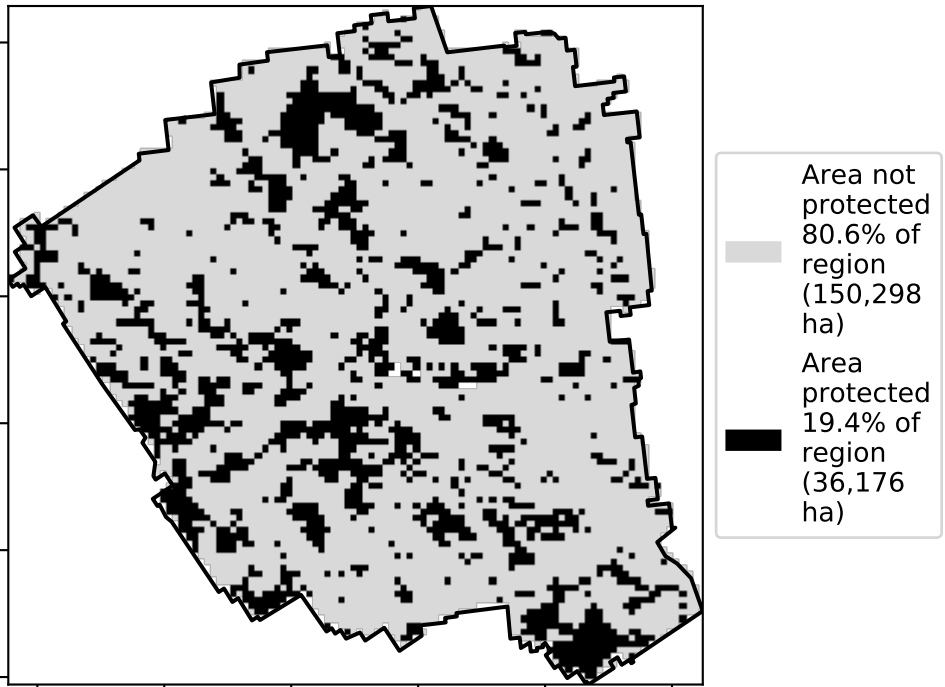 Area not
protected
80.6% of
region
(150,298
ha)
Area
protected
19.4% of
region
(36,176
ha)